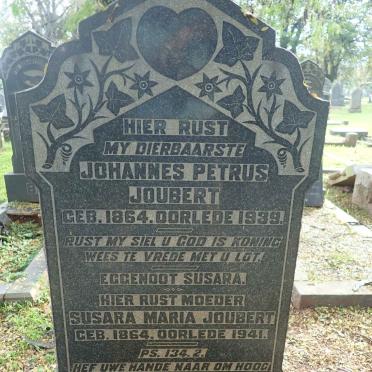 HIER RUST
MY DIERBAARSTE
JOHANNES PETRUS
JOUBERT
GEB. 1864. OORLEDE 1939.
RUST MY SIEL U GOD IS KONING
WEES TE VREDE MET U LOT.
EGGENOOT SUSARA.
HIER RUST MOEDER
SUSARA MARIA JOUBERT
GEB. 1864, OORLEDE 1941.
PS. 134. 2.
HEF UWE HANDE NAAR OM HOOG